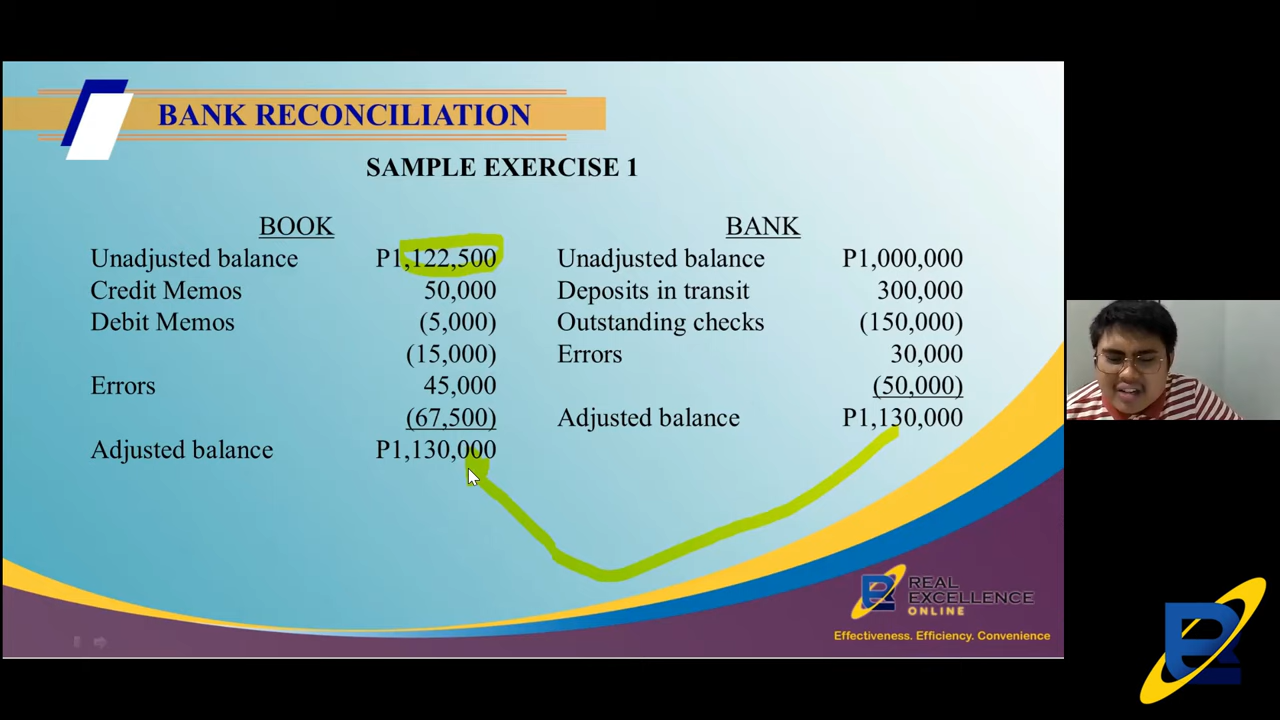 BANK RECONCILIATION
SAMPLE EXERCISE 1
BOOK
Unadjusted balance P1,122,500
Credit Memos 50,000
Debit Memos (5,000)
(15,000)
Errors 45,000
(67,500)
Adjusted balance P1,130,000
BANK
Unadjusted balance P1,000,000
Deposits in transit 300,000
Outstanding checks (150,000)
Errors 30,000
(50,000)
Adjusted balance P1,130,000
REAL
EXCELLENCE
ONLINE
Effectiveness. Efficiency. Convenience